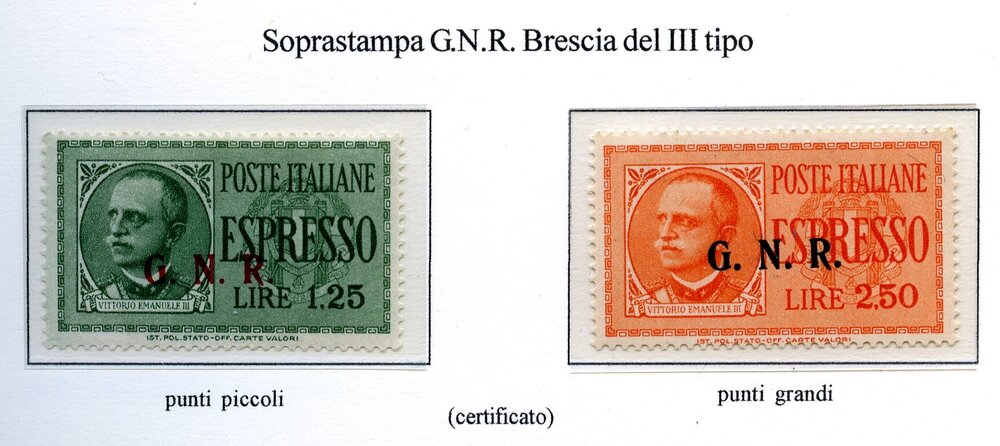 Soprastampa G.N.R. Brescia del III tipo
POSTE ITALIANE
ESPRESSO
G. N. R.
LIRE 1,25
VITTORIO EMANUELE III
IST. POL. STATO-OFF. CARTE VALORI
punti piccoli
POSTE ITALIANE
ESPRESSO
G. N. R.
LIRE 2,50
VITTORIO EMANUELE III
IST. POL. STATO-OFF. CARTE VALORI
punti grandi
(certificato)